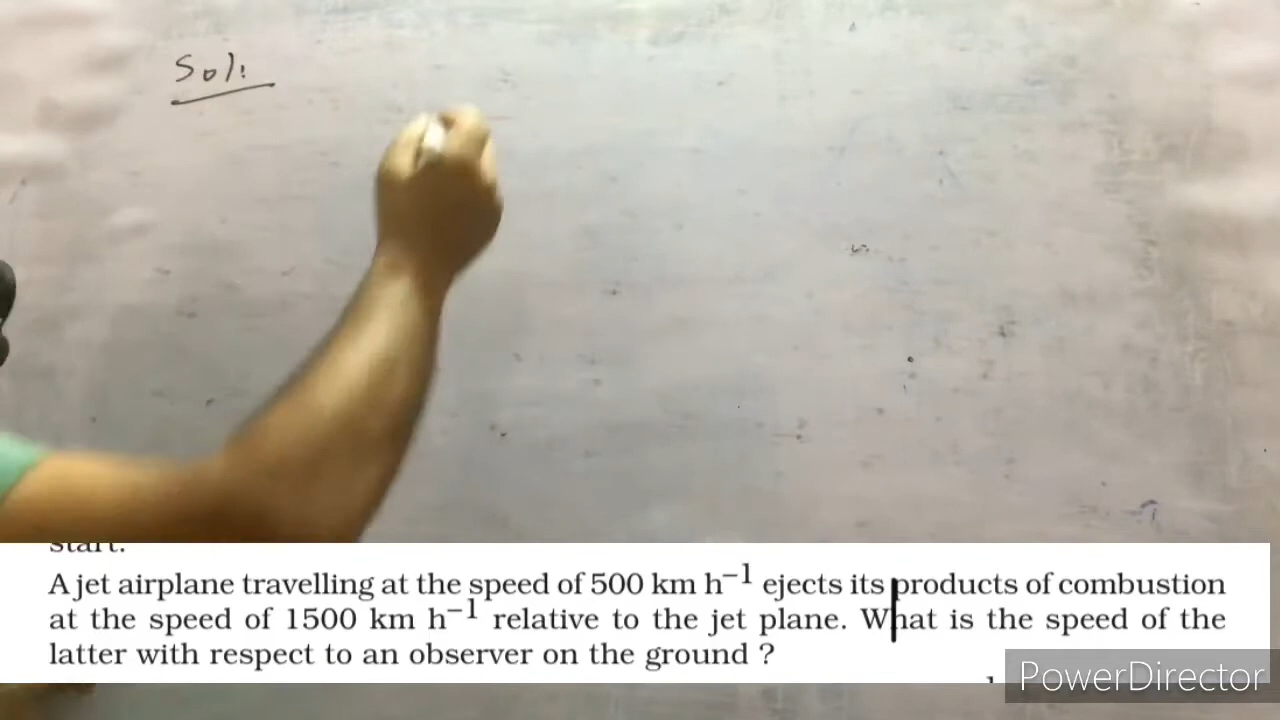 Sol:
start.
A jet airplane travelling at the speed of 500 km h⁻¹ ejects its products of combustion
at the speed of 1500 km h⁻¹ relative to the jet plane. What is the speed of the
latter with respect to an observer on the ground ?
PowerDirector